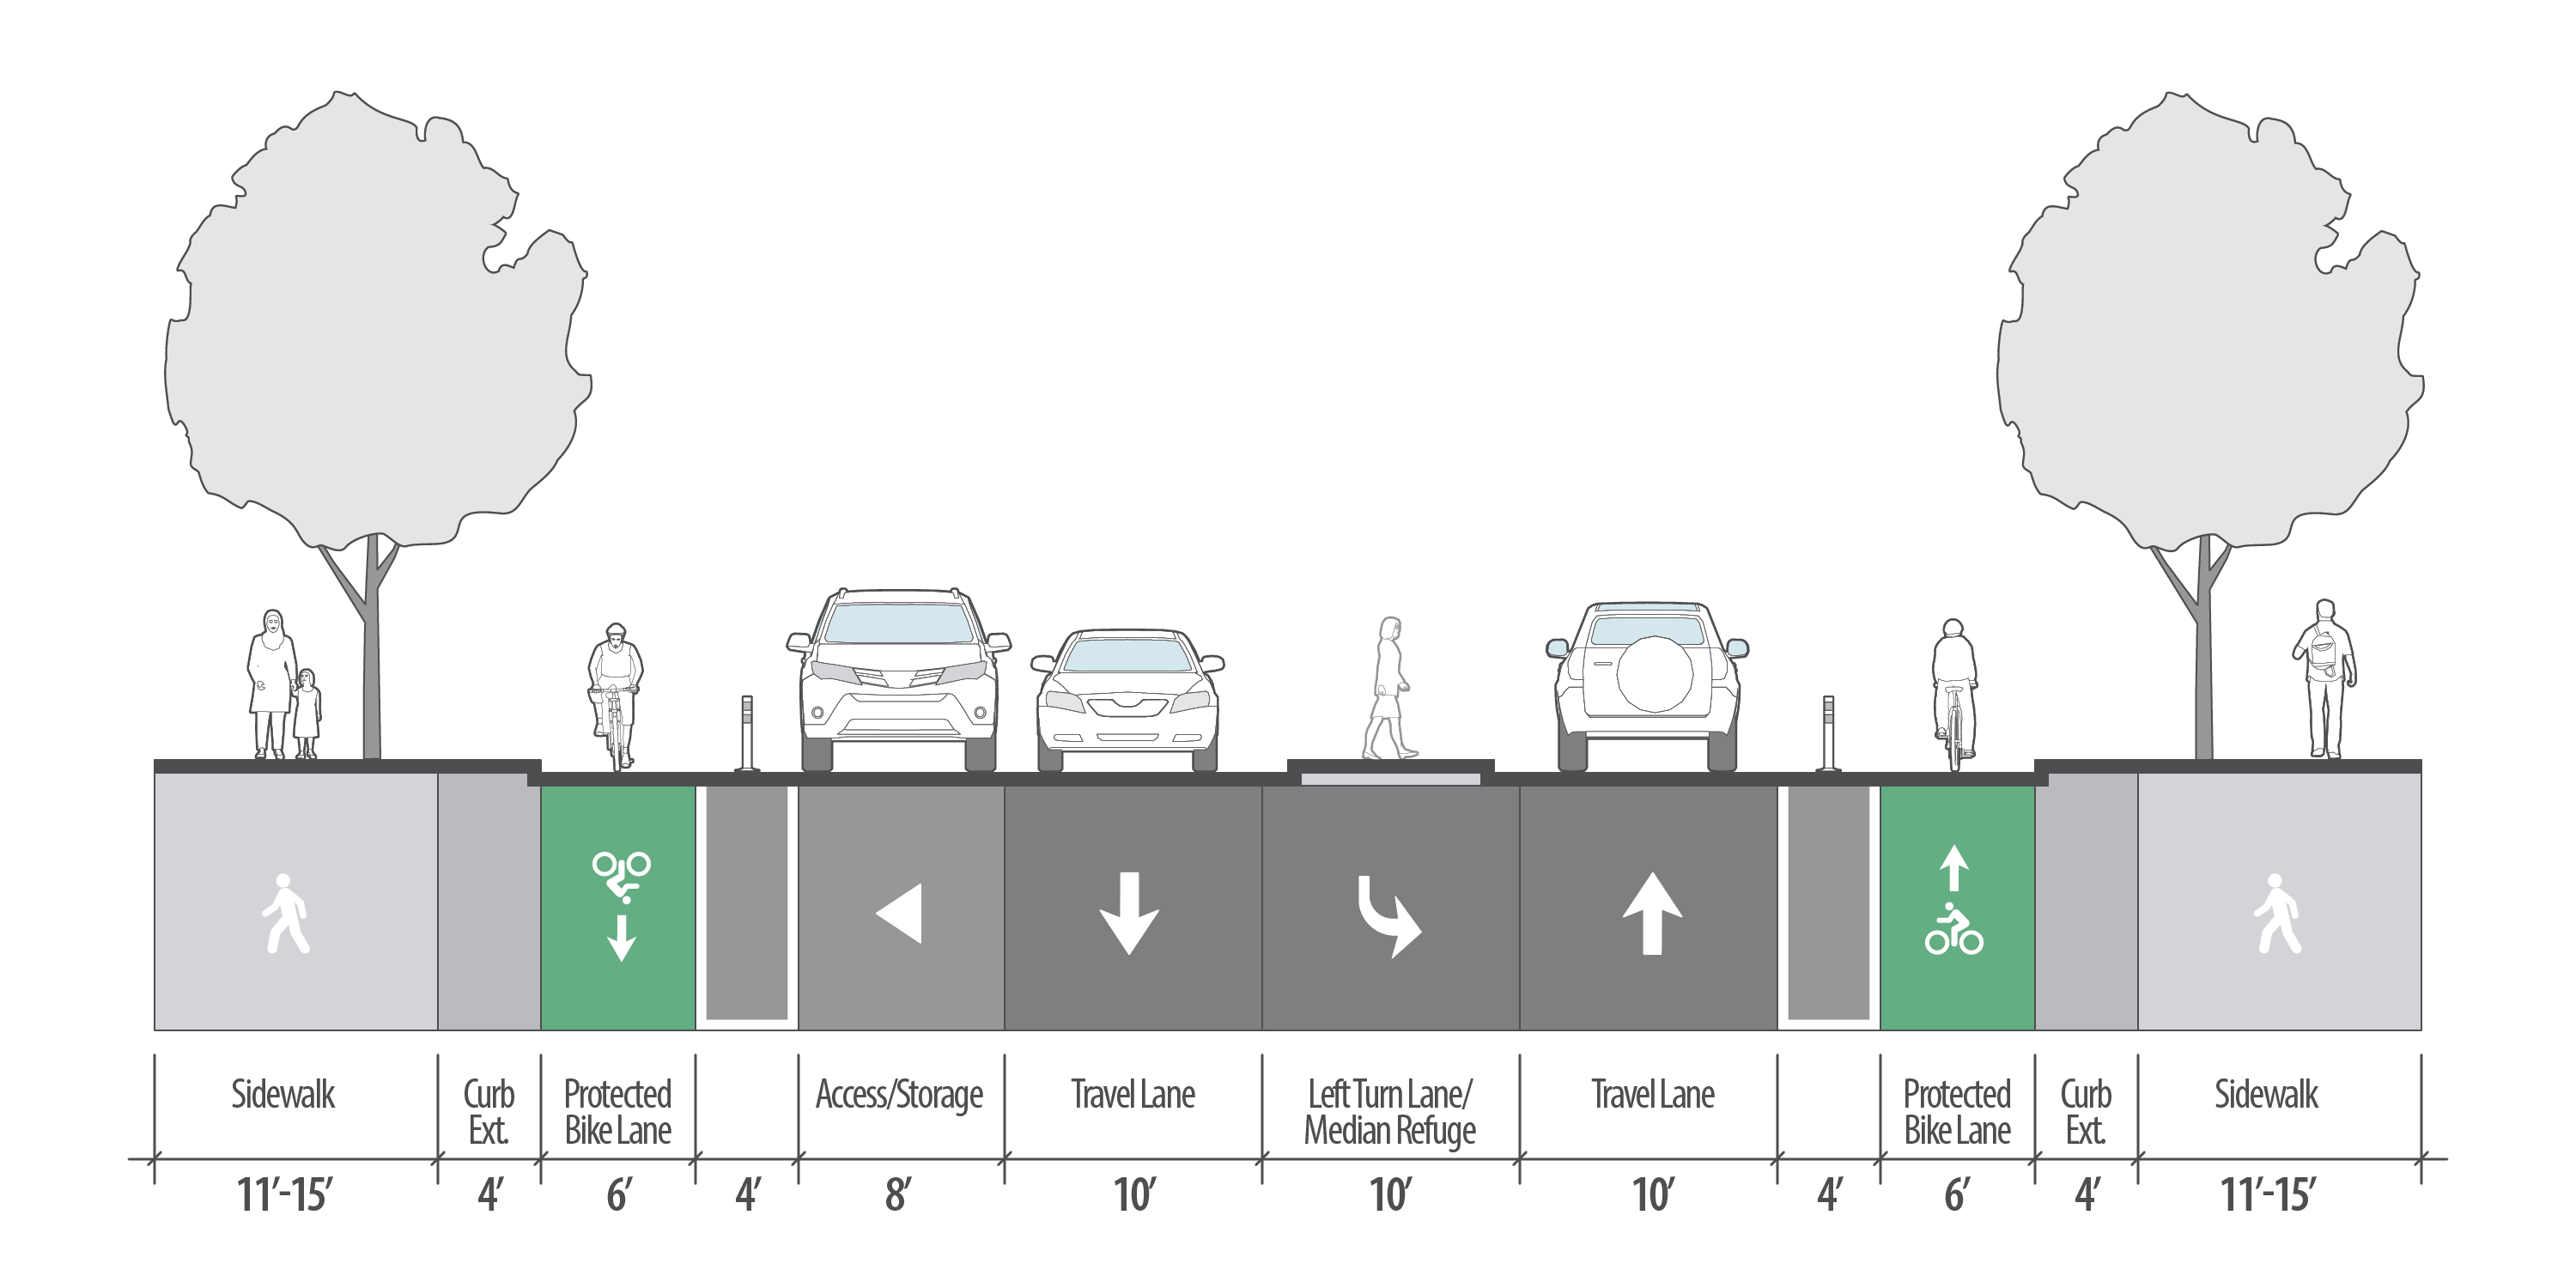 Sidewalk
Curb
Ext.
Protected
Bike Lane
Access/Storage
Travel Lane
Left Turn Lane/
Median Refuge
Travel Lane
Protected
Bike Lane
Curb
Ext.
Sidewalk
11’-15’
4’
6’
4’
8’
10’
10’
10’
4’
6’
4’
11’-15’